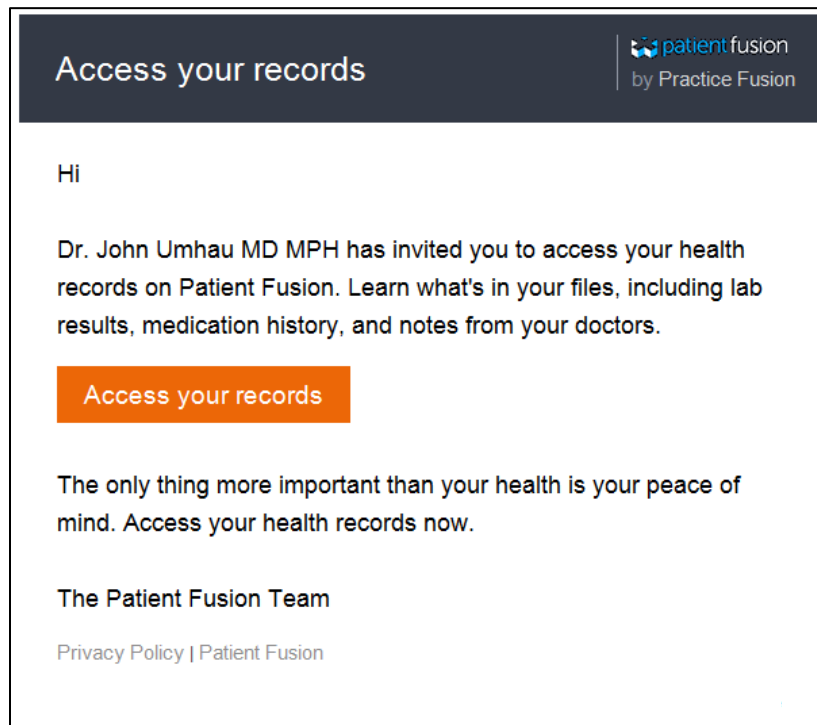 Access your records
patientfusion
by Practice Fusion
Hi
Dr. John Umhau MD MPH has invited you to access your health
records on Patient Fusion. Learn what's in your files, including lab
results, medication history, and notes from your doctors.
Access your records
The only thing more important than your health is your peace of
mind. Access your health records now.
The Patient Fusion Team
Privacy Policy | Patient Fusion